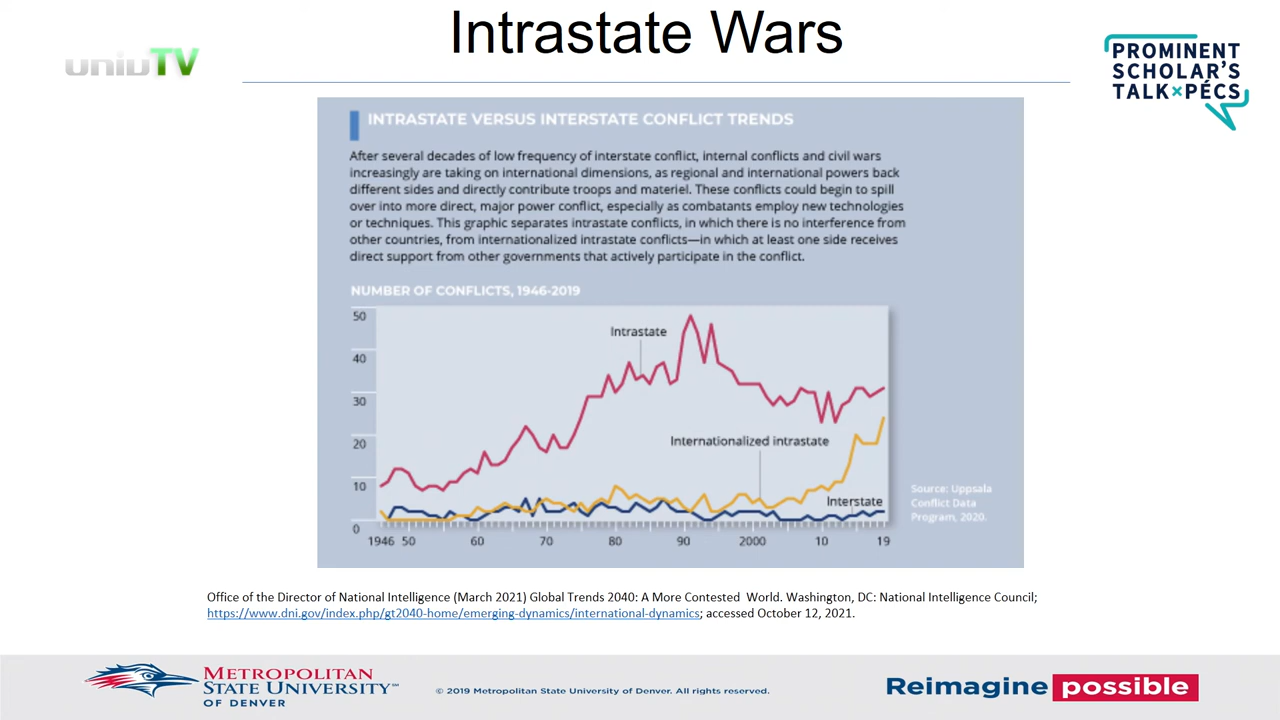 Intrastate Wars
uniuTV
PROMINENT
SCHOLAR'S
TALK×PÉCS
INTRASTATE VERSUS INTERSTATE CONFLICT TRENDS
After several decades of low frequency of interstate conflict, internal conflicts and civil wars
increasingly are taking on international dimensions, as regional and international powers back
different sides and directly contribute troops and materiel. These conflicts could begin to spill
over into more direct, major power conflict, especially as combatants employ new technologies
or techniques. This graphic separates intrastate conflicts, in which there is no interference from
other countries, from internationalized intrastate conflicts—in which at least one side receives
direct support from other governments that actively participate in the conflict.
NUMBER OF CONFLICTS, 1946-2019
50
40
30
20
10
0
Intrastate
Internationalized intrastate
Interstate
1946 50 60 70 80 90 2000 10 19
Source: Uppsala
Conflict Data
Program, 2020.
Office of the Director of National Intelligence (March 2021) Global Trends 2040: A More Contested World. Washington, DC: National Intelligence Council;
https://www.dni.gov/index.php/gt2040-home/emerging-dynamics/international-dynamics; accessed October 12, 2021.
METROPOLITAN
STATE UNIVERSITY™
OF DENVER
© 2019 Metropolitan State University of Denver. All rights reserved.
Reimagine possible